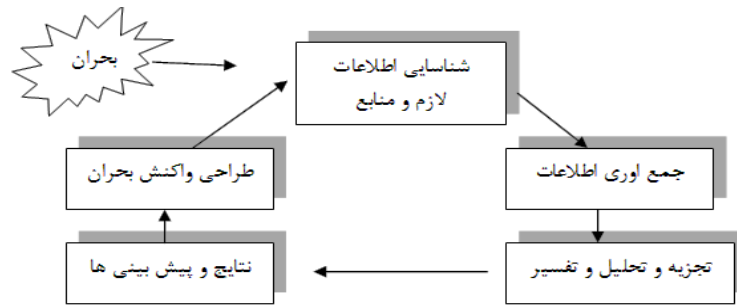 بحران
شناسایی اطلاعات
لازم و منابع
جمع اوری اطلاعات
تجزیه و تحلیل و تفسیر
نتایج و پیش بینی ها
طراحی واکنش بحران